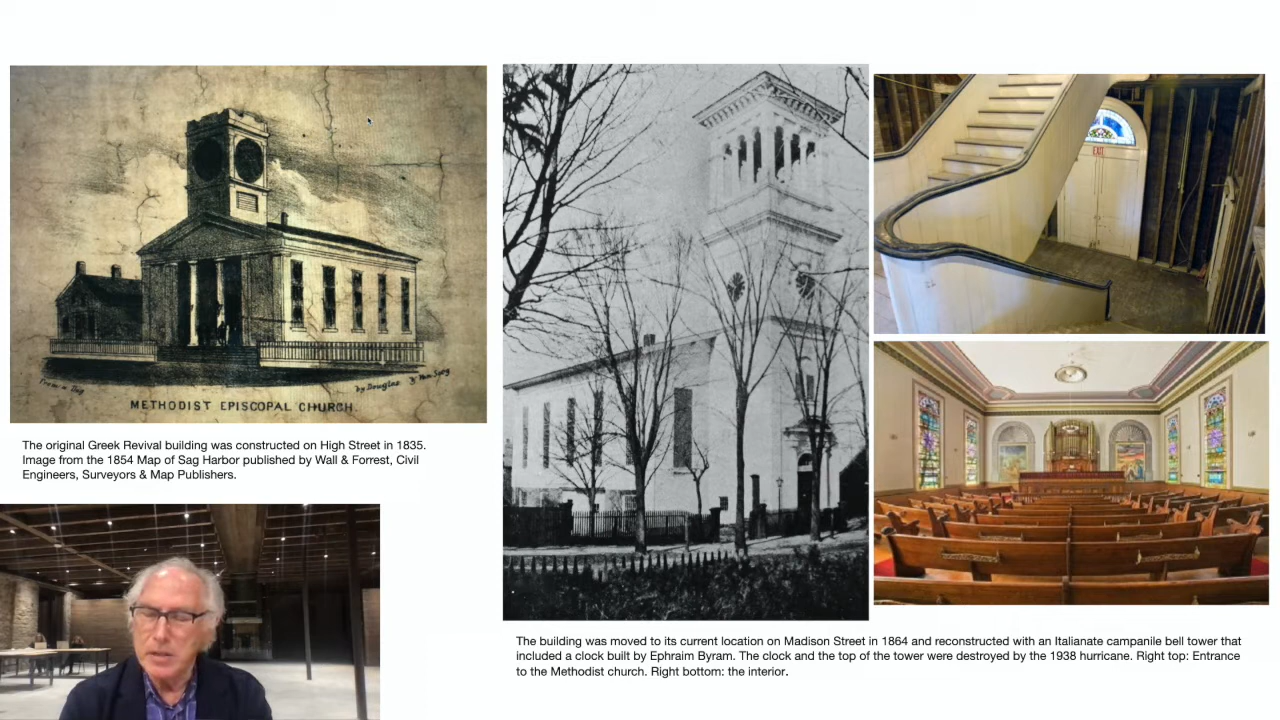 From a Dag
by Douglas
METHODIST EPISCOPAL CHURCH.
The original Greek Revival building was constructed on High Street in 1835.
Image from the 1854 Map of Sag Harbor published by Wall & Forrest, Civil
Engineers, Surveyors & Map Publishers.
EXIT
The building was moved to its current location on Madison Street in 1864 and reconstructed with an Italianate campanile bell tower that
included a clock built by Ephraim Byram. The clock and the top of the tower were destroyed by the 1938 hurricane. Right top: Entrance
to the Methodist church. Right bottom: the interior.